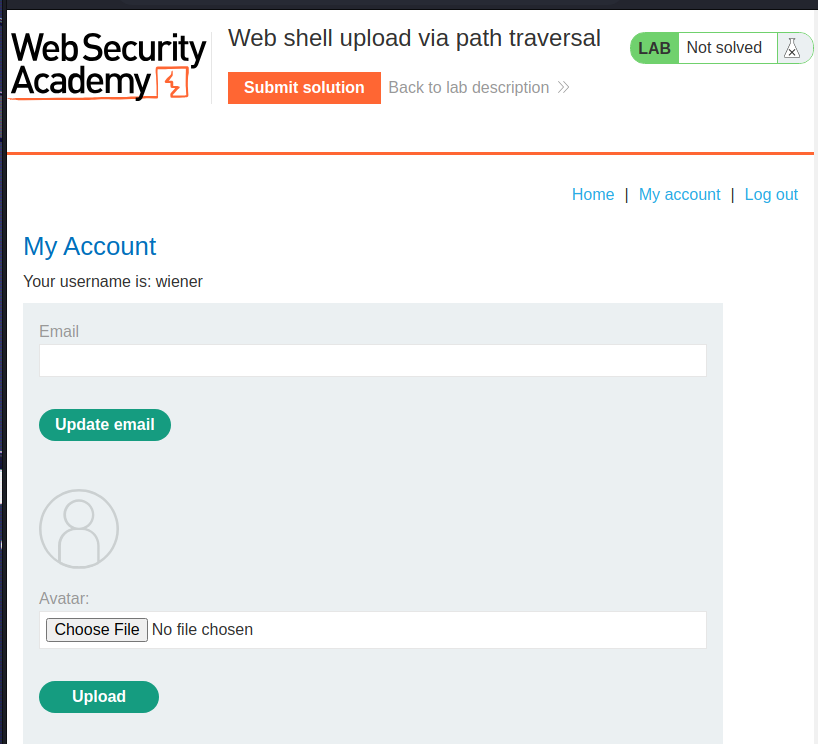 Web Security
Academy
Web shell upload via path traversal
LAB Not solved
Submit solution Back to lab description
Home | My account | Log out
My Account
Your username is: wiener
Email
Update email
Avatar:
Choose File No file chosen
Upload